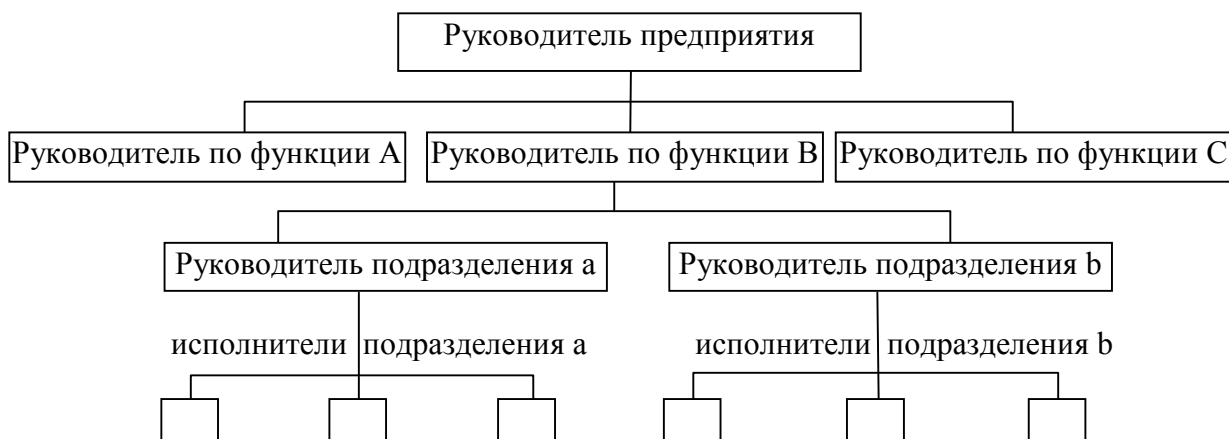 Руководитель предприятия
Руководитель по функции А
Руководитель по функции В
Руководитель по функции С
Руководитель подразделения a
Руководитель подразделения b
исполнители подразделения a
исполнители подразделения b